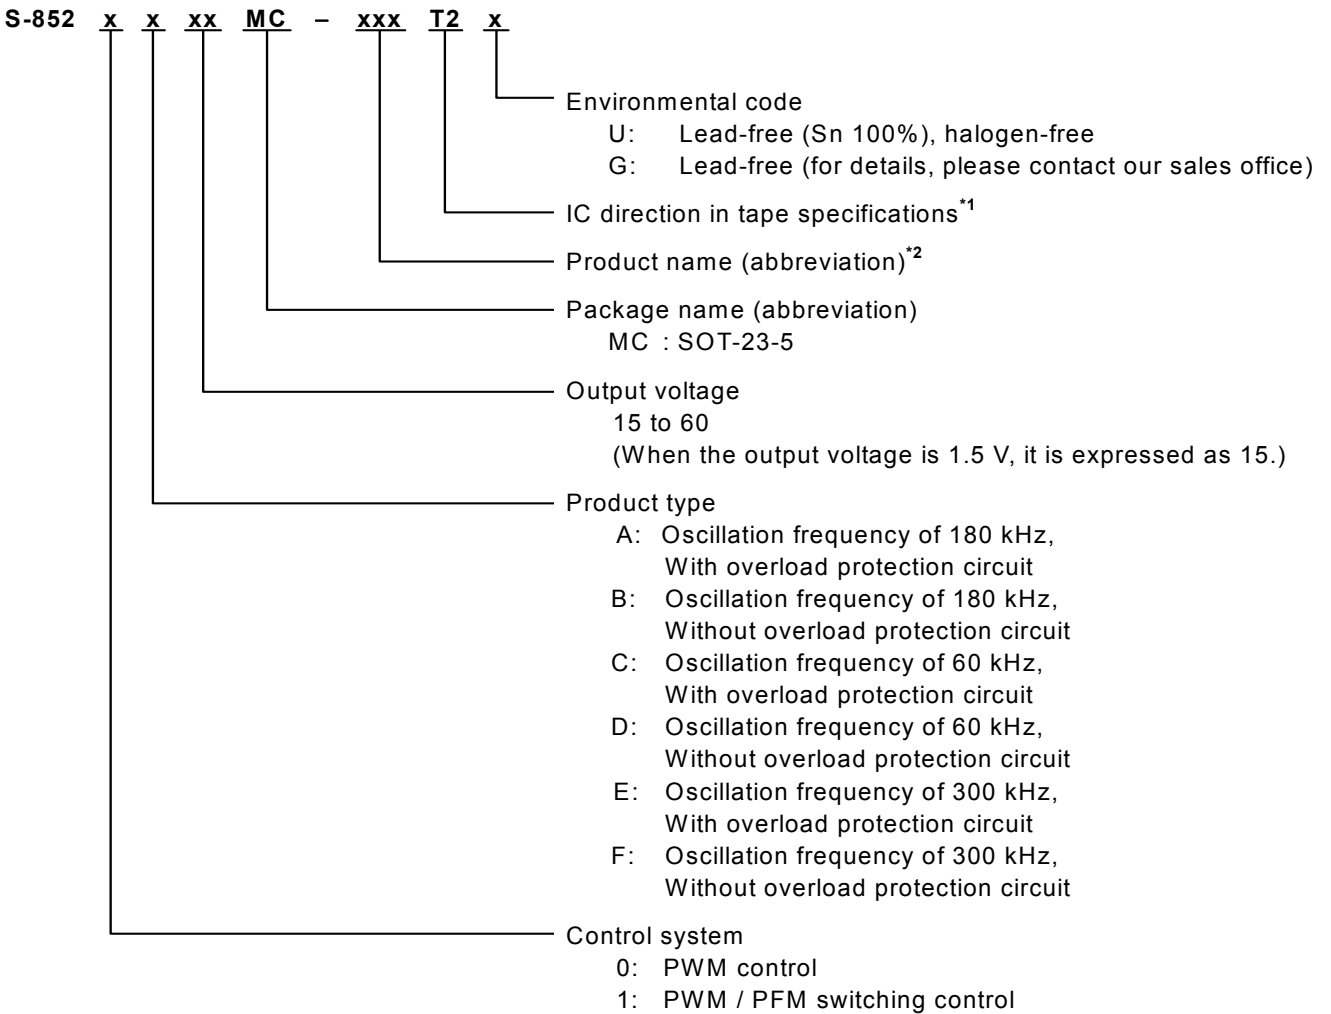 S-852 x x xx MC – xxx T2 x
Environmental code
U: Lead-free (Sn 100%), halogen-free
G: Lead-free (for details, please contact our sales office)
IC direction in tape specifications*1
Product name (abbreviation)*2
Package name (abbreviation)
MC : SOT-23-5
Output voltage
15 to 60
(When the output voltage is 1.5 V, it is expressed as 15.)
Product type
A: Oscillation frequency of 180 kHz,
With overload protection circuit
B: Oscillation frequency of 180 kHz,
Without overload protection circuit
C: Oscillation frequency of 60 kHz,
With overload protection circuit
D: Oscillation frequency of 60 kHz,
Without overload protection circuit
E: Oscillation frequency of 300 kHz,
With overload protection circuit
F: Oscillation frequency of 300 kHz,
Without overload protection circuit
Control system
0: PWM control
1: PWM / PFM switching control